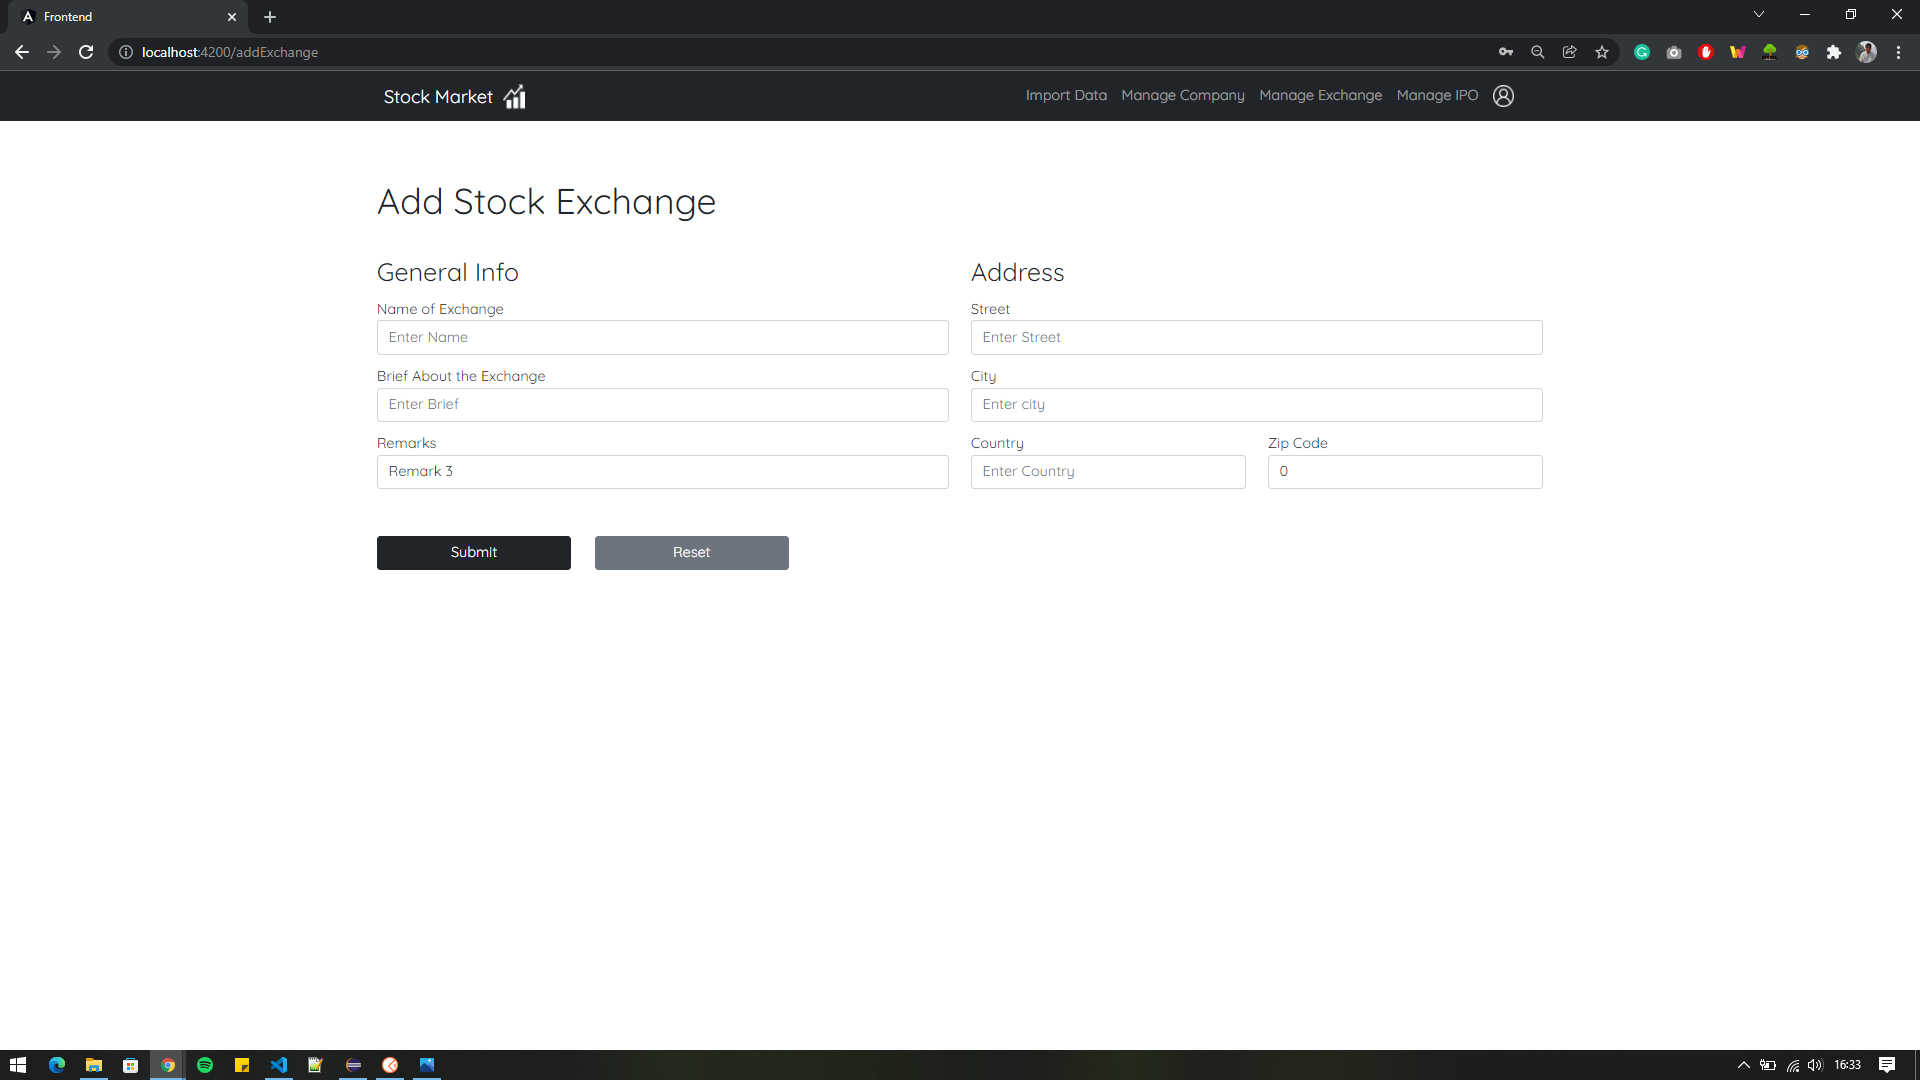 Frontend
localhost:4200/addExchange
Stock Market
Import Data Manage Company Manage Exchange Manage IPO
Add Stock Exchange
General Info
Address
Name of Exchange
Street
Enter Name
Enter Street
Brief About the Exchange
City
Enter Brief
Enter city
Remarks
Country
Zip Code
Remark 3
Enter Country
0
Submit
Reset
16:33